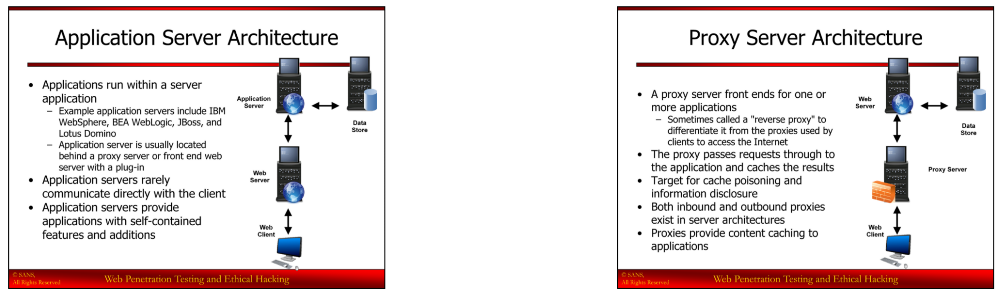 Application Server Architecture
• Applications run within a server
application
– Example application servers include IBM
WebSphere, BEA WebLogic, JBoss, and
Lotus Domino
– Application server is usually located
behind a proxy server or front end web
server with a plug-in
• Application servers rarely
communicate directly with the client
• Application servers provide
applications with self-contained
features and additions
Application
Server
Data
Store
Web
Server
Web
Client
© SANS,
All Rights Reserved
Web Penetration Testing and Ethical Hacking
Proxy Server Architecture
• A proxy server front ends for one or
more applications
– Sometimes called a "reverse proxy" to
differentiate it from the proxies used by
clients to access the Internet
• The proxy passes requests through to
the application and caches the results
• Target for cache poisoning and
information disclosure
• Both inbound and outbound proxies
exist in server architectures
• Proxies provide content caching to
applications
Web
Server
Data
Store
Proxy Server
Web
Client
© SANS,
All Rights Reserved
Web Penetration Testing and Ethical Hacking